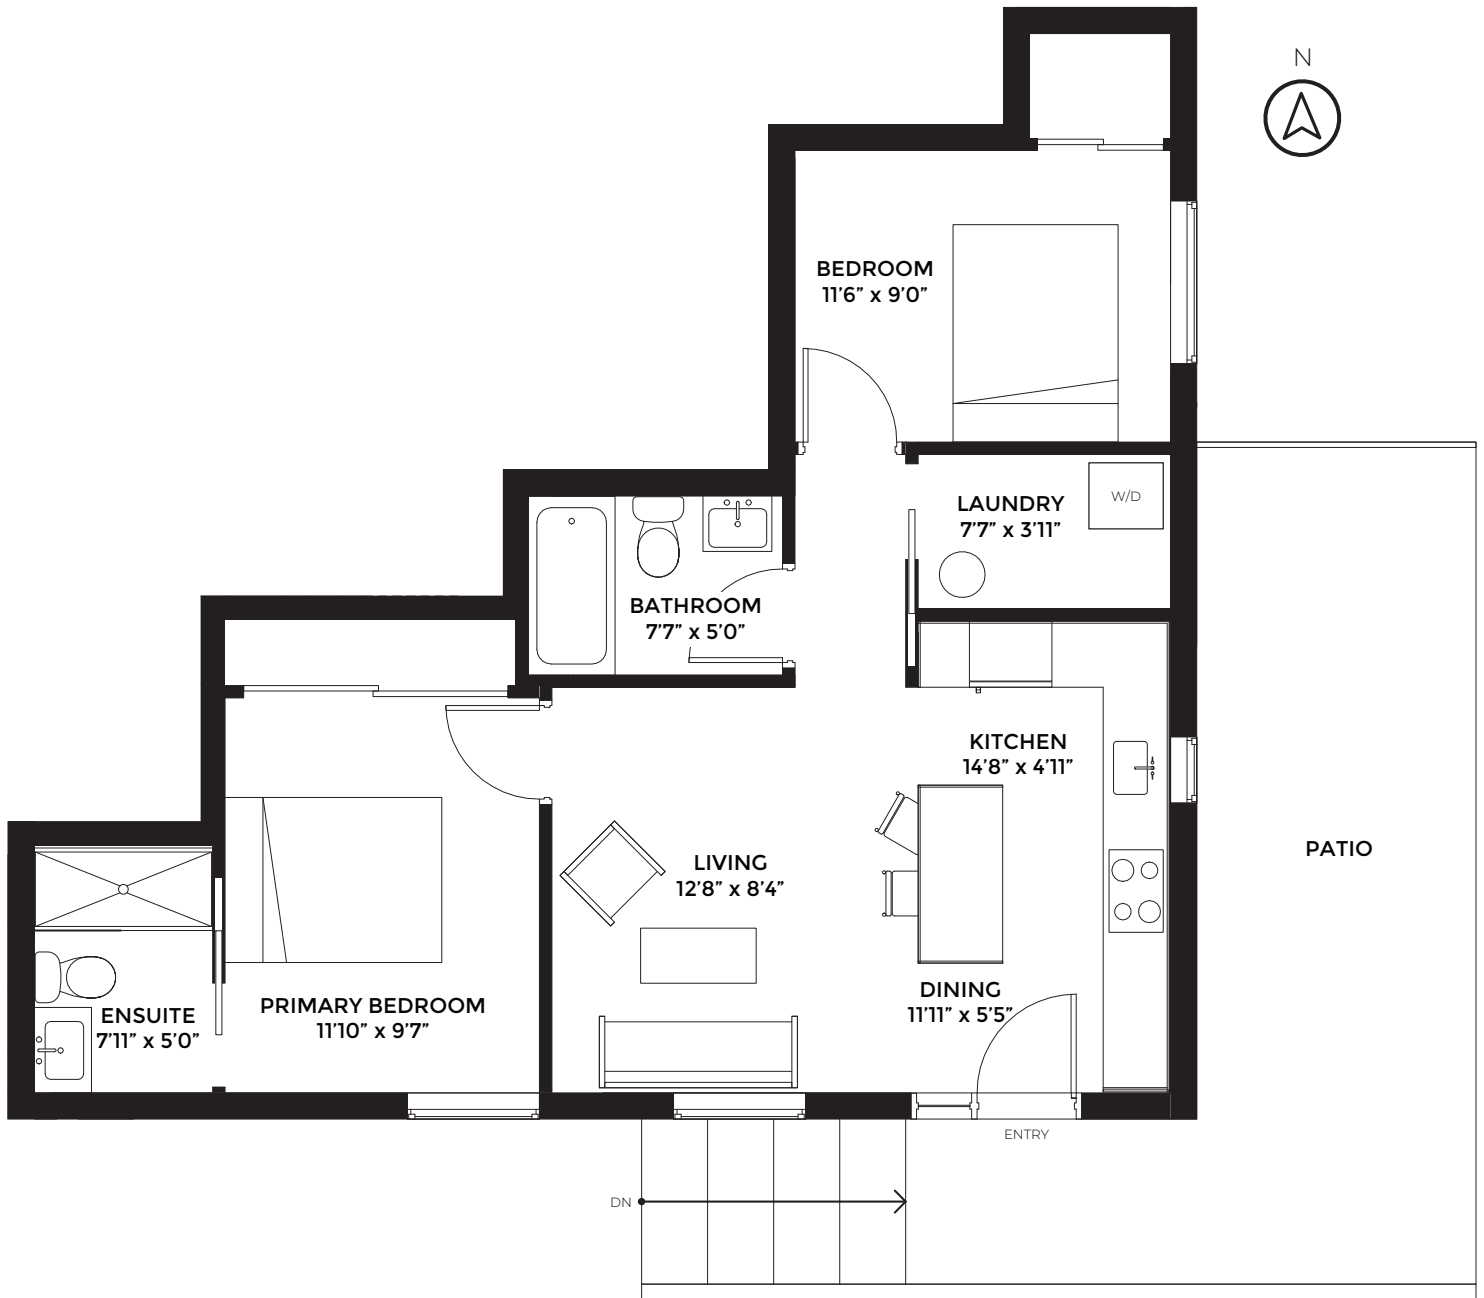 N
BEDROOM
11’6” x 9’0”
LAUNDRY
7’7” x 3’11”
W/D
BATHROOM
7’7” x 5’0”
KITCHEN
14’8” x 4’11”
LIVING
12’8” x 8’4”
PATIO
DINING
11’11” x 5’5”
PRIMARY BEDROOM
11’10” x 9’7”
ENSUITE
7’11” x 5’0”
ENTRY
DN